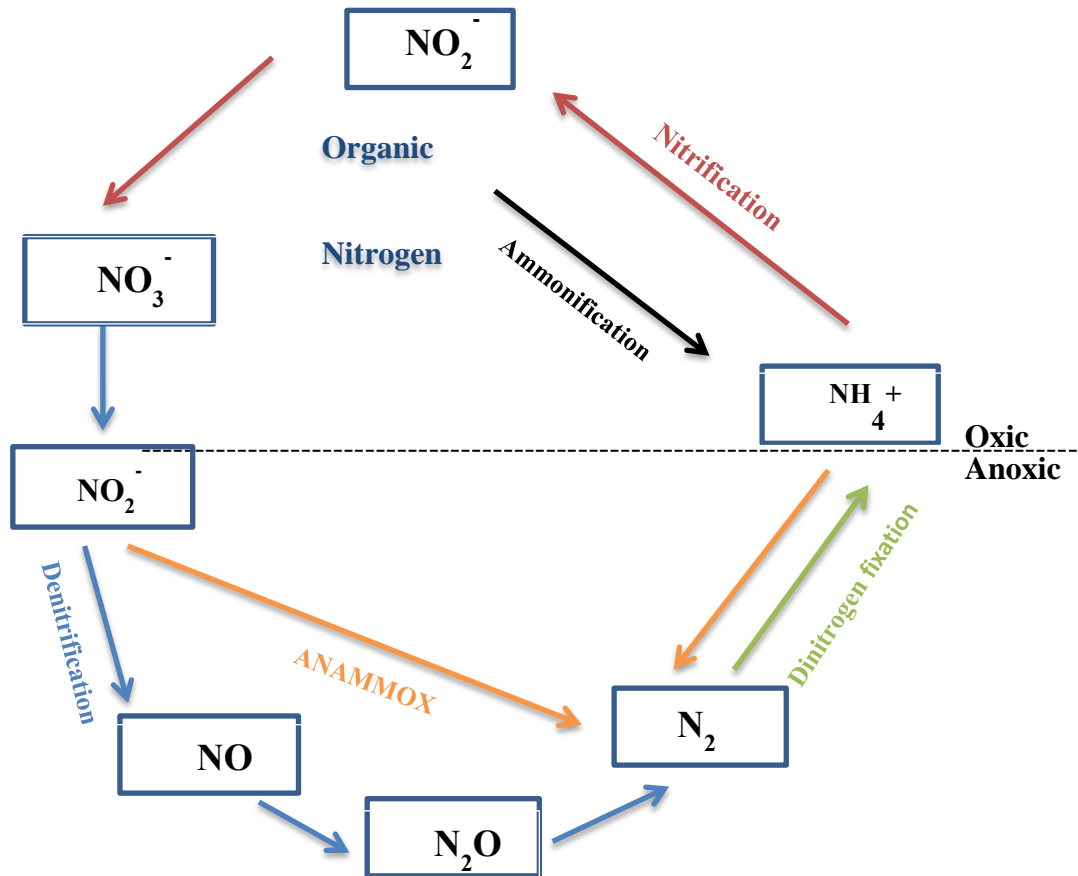 NO₂⁻
Organic
Nitrification
Nitrogen
Ammonification
NO₃⁻
NH₄⁺
Oxic
Anoxic
NO₂⁻
Denitrification
ANAMMOX
Dinitrogen fixation
N₂
NO
N₂O